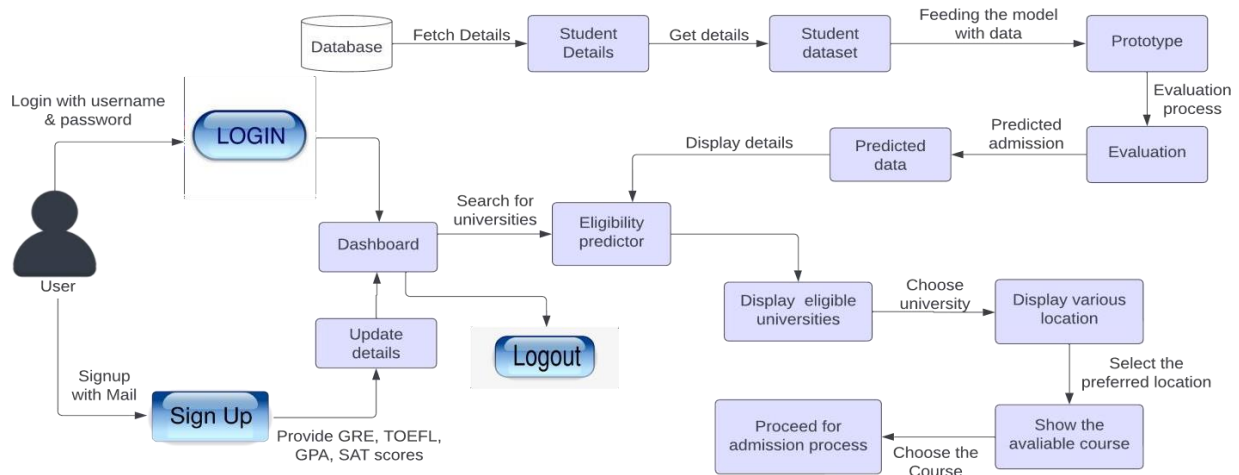 Database
Fetch Details
Student
Details
Get details
Student
dataset
Feeding the model
with data
Prototype
Login with username
& password
LOGIN
Evaluation
process
Display details
Predicted
data
Predicted
admission
Evaluation
Dashboard
Search for
universities
Eligibility
predictor
User
Display eligible
universities
Choose
university
Display various
location
Update
details
Logout
Signup
with Mail
Sign Up
Provide GRE, TOEFL,
GPA, SAT scores
Select the
preferred location
Proceed for
admission process
Choose the
Course
Show the
avaliable course